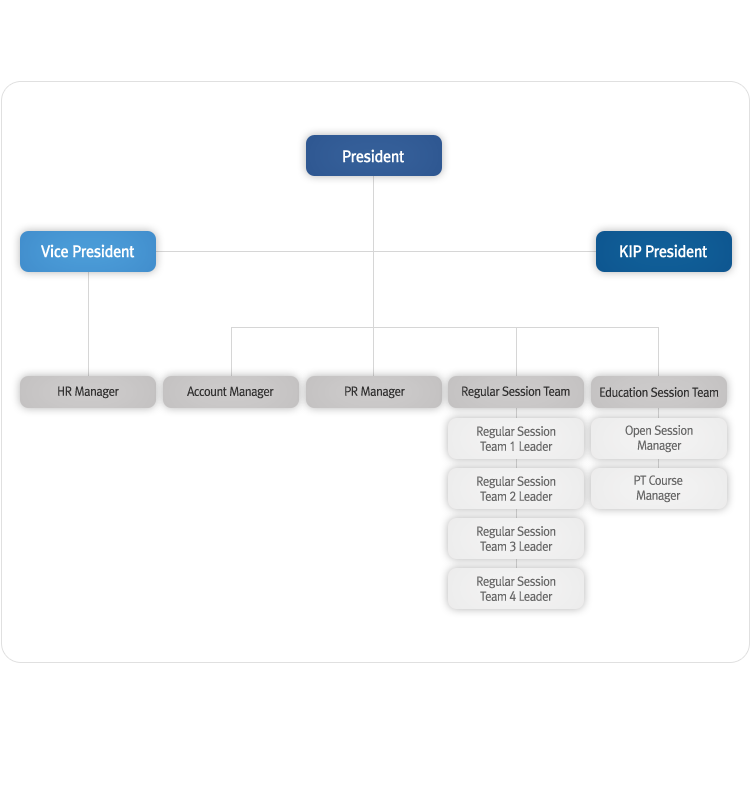 President
Vice President
KIP President
HR Manager
Account Manager
PR Manager
Regular Session Team
Education Session Team
Regular Session
Team 1 Leader
Open Session
Manager
Regular Session
Team 2 Leader
PT Course
Manager
Regular Session
Team 3 Leader
Regular Session
Team 4 Leader